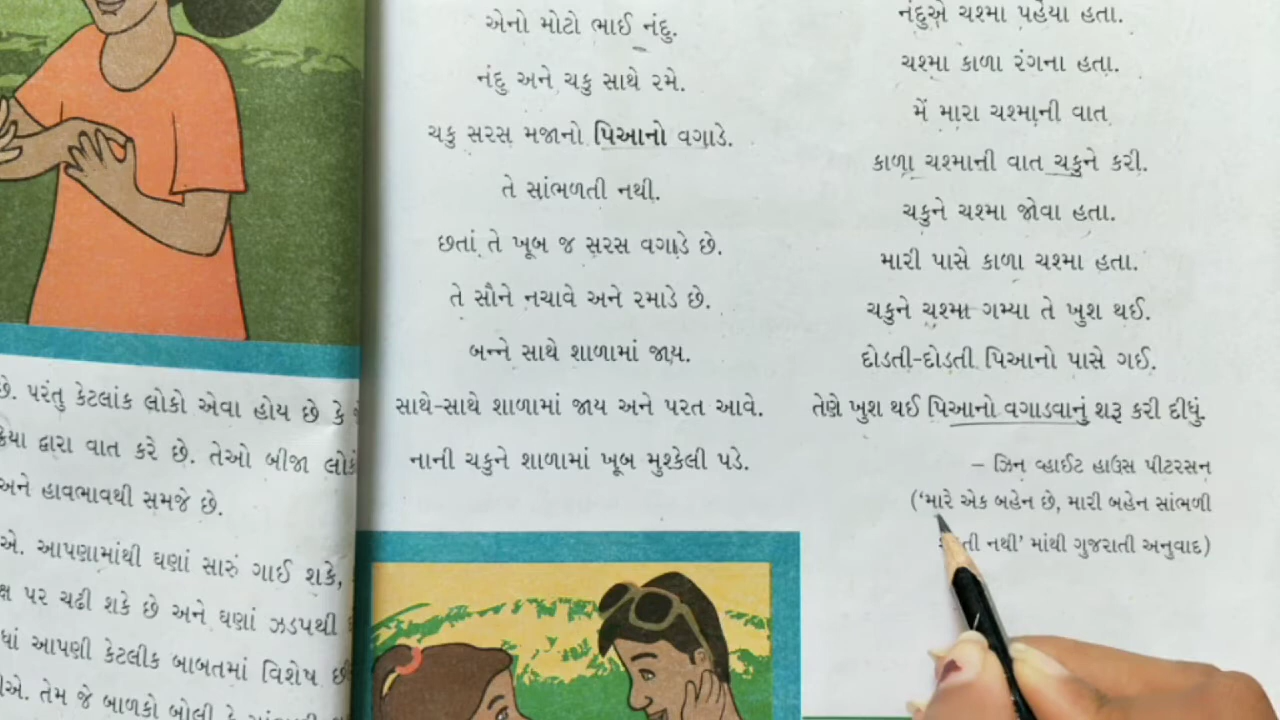 છે. પરંતુ કેટલાંક લોકો એવા હોય છે કે
દ્વારા વાત કરે છે. તેઓ બીજા
અને હાવભાવથી સમજે છે.
આપણામાંથી ઘણાં સારું ગાઈ શકે,
પર ચઢી શકે છે અને ઘણાં ઝડપથી
આપણી કેટલીક બાબતમાં વિશેષ
તેમ જે બાળકો બોલી કે
એનો મોટો ભાઈ નંદુ.
નંદુ અને ચકુ સાથે રમે.
ચકુ સરસ મજાનો પિઆનો વગાડે.
તે સાંભળતી નથી.
છતાં તે ખૂબ જ સરસ વગાડે છે.
તે સૌને નચાવે અને રમાડે છે.
બન્ને સાથે શાળામાં જાય.
સાથે-સાથે શાળામાં જાય અને પરત આવે.
નાની ચકુને શાળામાં ખૂબ મુશ્કેલી પડે.
નંદુએ ચશ્મા પહેર્યા હતા.
ચશ્મા કાળા રંગના હતા.
મેં મારા ચશ્માની વાત
કાળા ચશ્માની વાત ચકુને કરી.
ચકુને ચશ્મા જોવા હતા.
મારી પાસે કાળા ચશ્મા હતા.
ચકુને ચશ્મા ગમ્યા તે ખુશ થઈ.
દોડતી-દોડતી પિઆનો પાસે ગઈ.
તેણે ખુશ થઈ પિઆનો વગાડવાનું શરૂ કરી દીધું.
– ઝિન વ્હાઈટ હાઉસ પીટરસન
(‘મારે એક બહેન છે, મારી બહેન સાંભળી
નથી’ માંથી ગુજરાતી અનુવાદ)